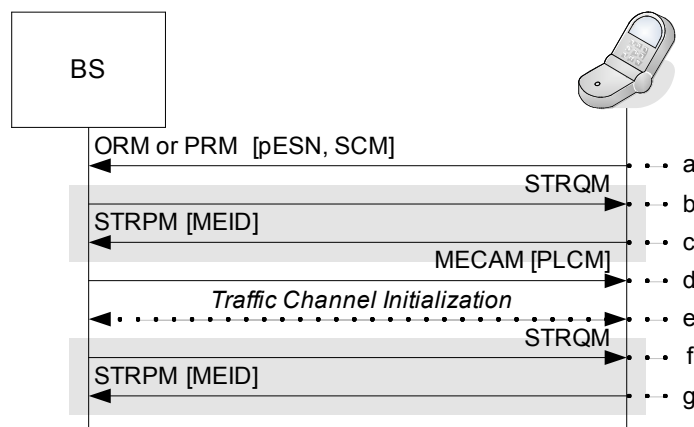 BS
ORM or PRM [pESN, SCM]
a
STRQM
b
STRPM [MEID]
c
MECAM [PLCM]
d
Traffic Channel Initialization
e
STRQM
f
STRPM [MEID]
g